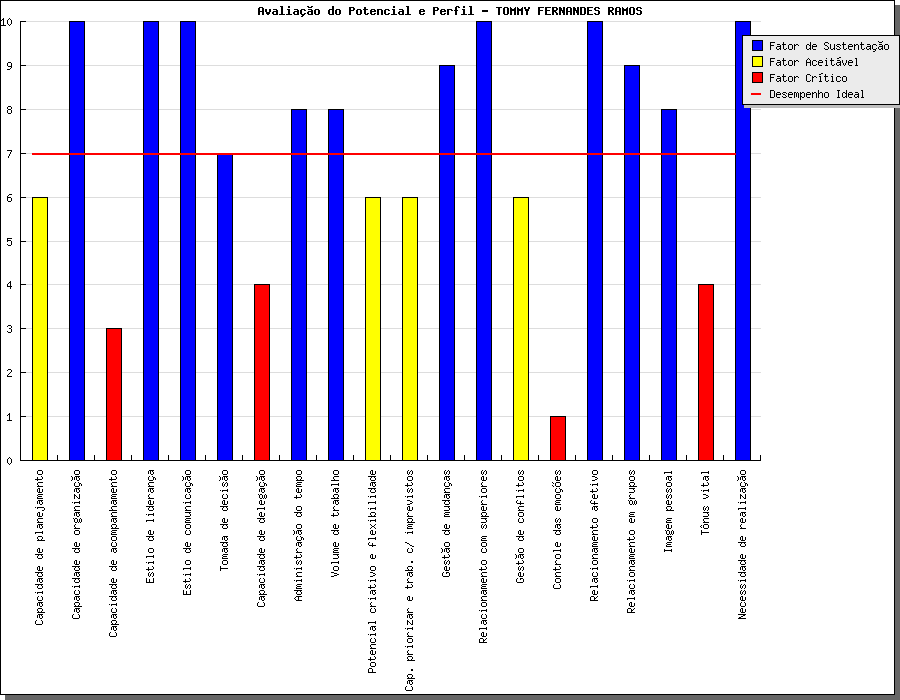 Avaliação do Potencial e Perfil - TOMMY FERNANDES RAMOS
10
9
8
7
6
5
4
3
2
1
0
Fator de Sustentação
Fator Aceitável
Fator Crítico
Desempenho Ideal
Capacidade de planejamento
Capacidade de organização
Capacidade de acompanhamento
Estilo de liderança
Estilo de comunicação
Tomada de decisão
Capacidade de delegação
Administração do tempo
Volume de trabalho
Potencial criativo e flexibilidade
Cap. priorizar e trab. c/ imprevistos
Gestão de mudanças
Relacionamento com superiores
Gestão de conflitos
Controle das emoções
Relacionamento afetivo
Relacionamento em grupos
Imagem pessoal
Tônus vital
Necessidade de realização